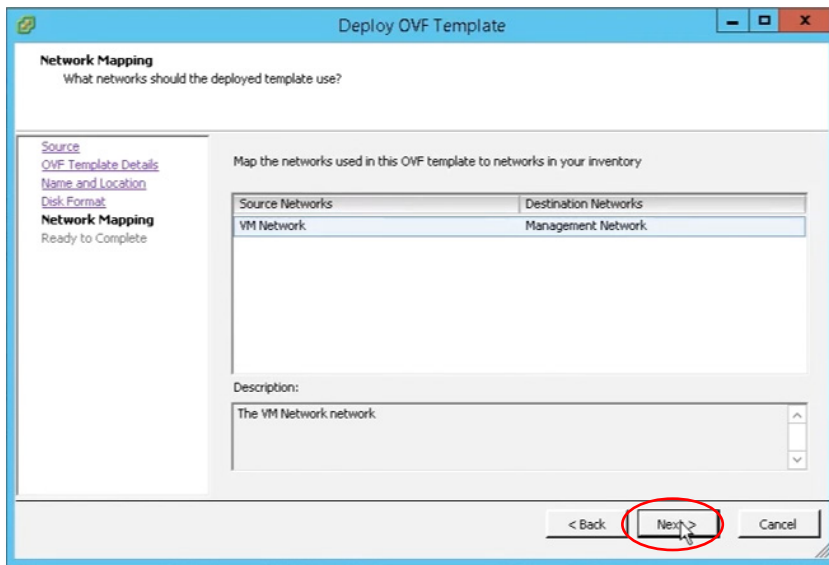 Deploy OVF Template
Network Mapping
What networks should the deployed template use?
Source
OVF Template Details
Name and Location
Disk Format
Network Mapping
Ready to Complete
Map the networks used in this OVF template to networks in your inventory
Source Networks Destination Networks
VM Network Management Network
Description:
The VM Network network
< Back Next > Cancel